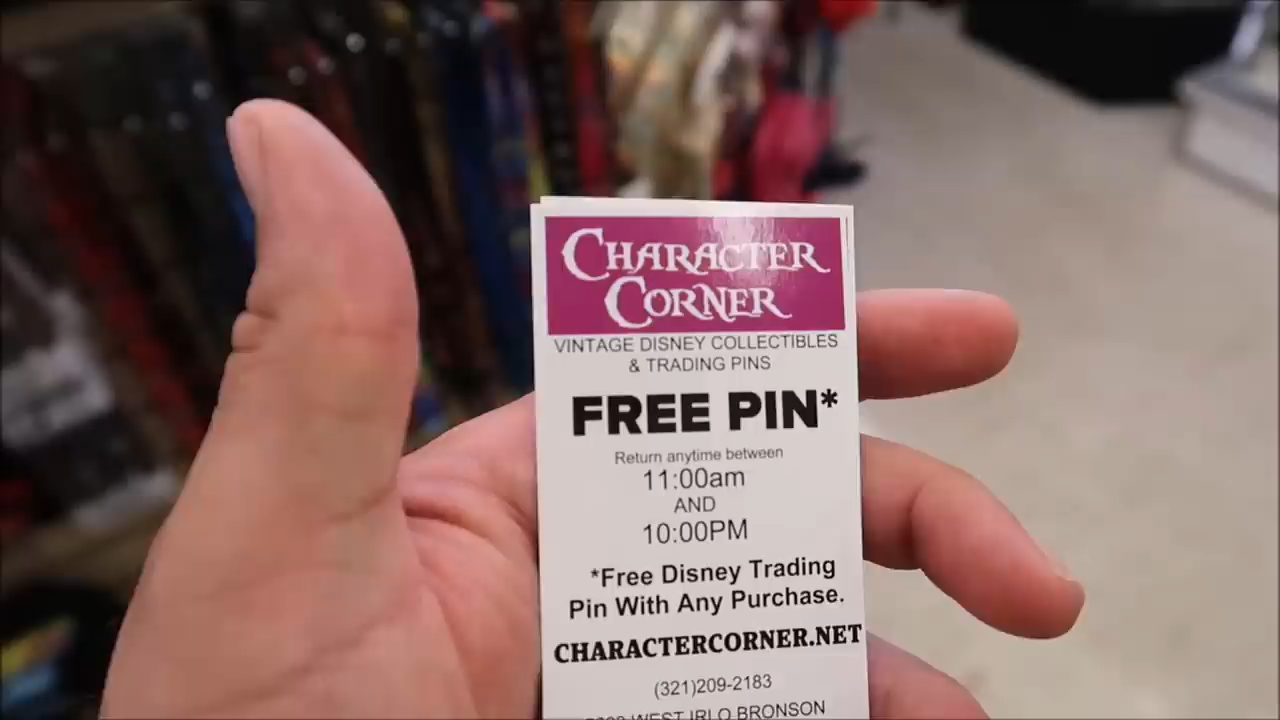 CHARACTER
CORNER
VINTAGE DISNEY COLLECTIBLES
& TRADING PINS
FREE PIN*
Return anytime between
11:00am
AND
10:00PM
*Free Disney Trading
Pin With Any Purchase.
CHARACTERCORNER.NET
(321)209-2183
WEST IRLO BRONSON